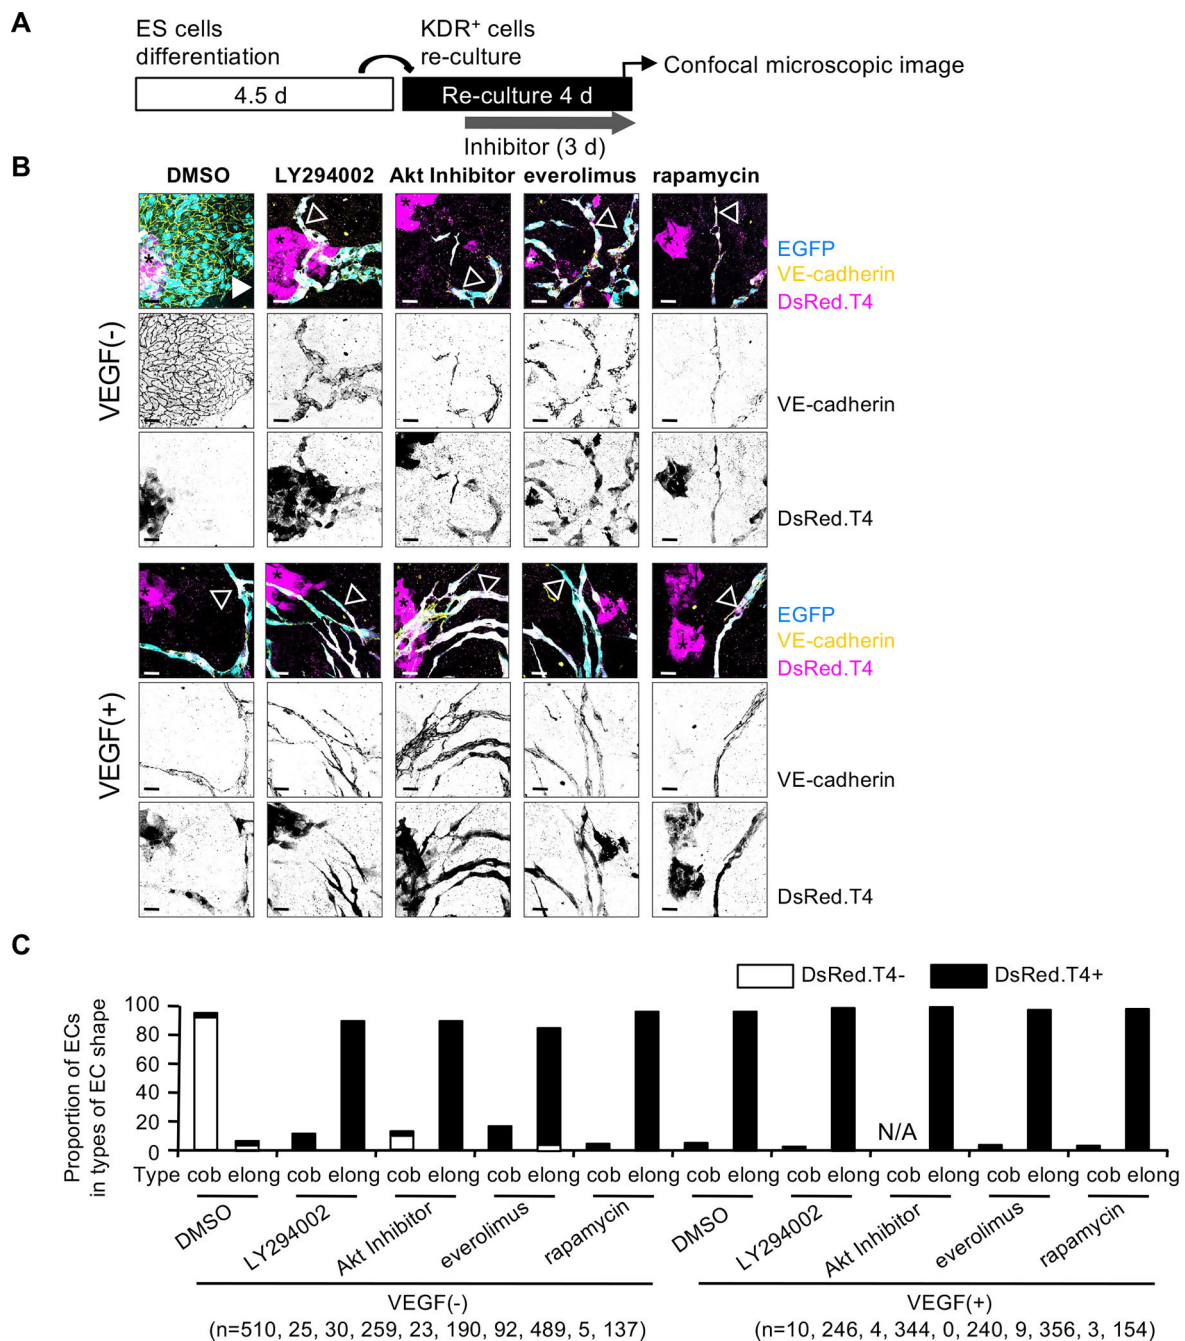 A
ES cells
differentiation
KDR+ cells
re-culture
4.5 d
Re-culture 4 d
Confocal microscopic image
Inhibitor (3 d)
B
DMSO LY294002 Akt Inhibitor everolimus rapamycin
VEGF(-)
EGFP
VE-cadherin
DsRed.T4
VE-cadherin
DsRed.T4
VEGF(+)
EGFP
VE-cadherin
DsRed.T4
VE-cadherin
DsRed.T4
* * * * *
* * * * * *
C
DsRed.T4- DsRed.T4+
Proportion of ECs
in types of EC shape
100
80
60
40
20
0
N/A
Type cob elong cob elong cob elong cob elong cob elong cob elong cob elong cob elong cob elong cob elong
DMSO LY294002 Akt Inhibitor everolimus rapamycin DMSO LY294002 Akt Inhibitor everolimus rapamycin
VEGF(-) VEGF(+)
(n=510, 25, 30, 259, 23, 190, 92, 489, 5, 137) (n=10, 246, 4, 344, 0, 240, 9, 356, 3, 154)